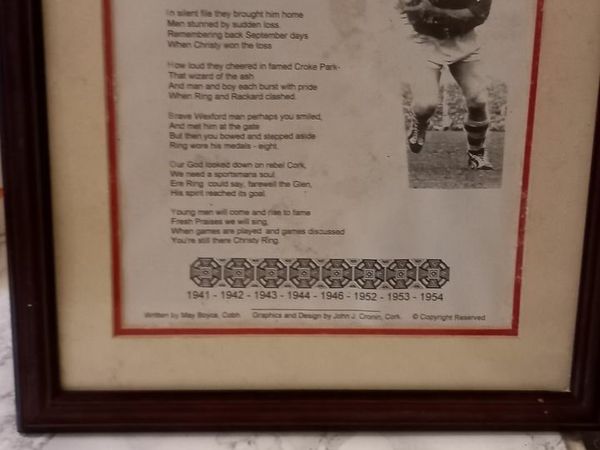 In silent file they brought him home
Men stunned by sudden loss,
Remembering back September days
When Christy won the toss
How loud they cheered in famed Croke Park-
That wizard of the ash
And man and boy each burst with pride
When Ring and Rackard clashed.
Brave Wexford man perhaps you smiled,
And met him at the gate
But then you bowed and stepped aside
Ring wore his medals - eight.
Our God looked down on rebel Cork,
We need a sportsmans soul
Ere Ring could say, farewell the Glen,
His spirit reached its goal.
Young men will come and rise to fame
Fresh Praises we will sing,
When games are played and games discussed
You're still there Christy Ring.
1941 - 1942 - 1943 - 1944 - 1946 - 1952 - 1953 - 1954
Written by May Boyce, Cobh Graphics and Design by John J. Cronin, Cork. © Copyright Reserved